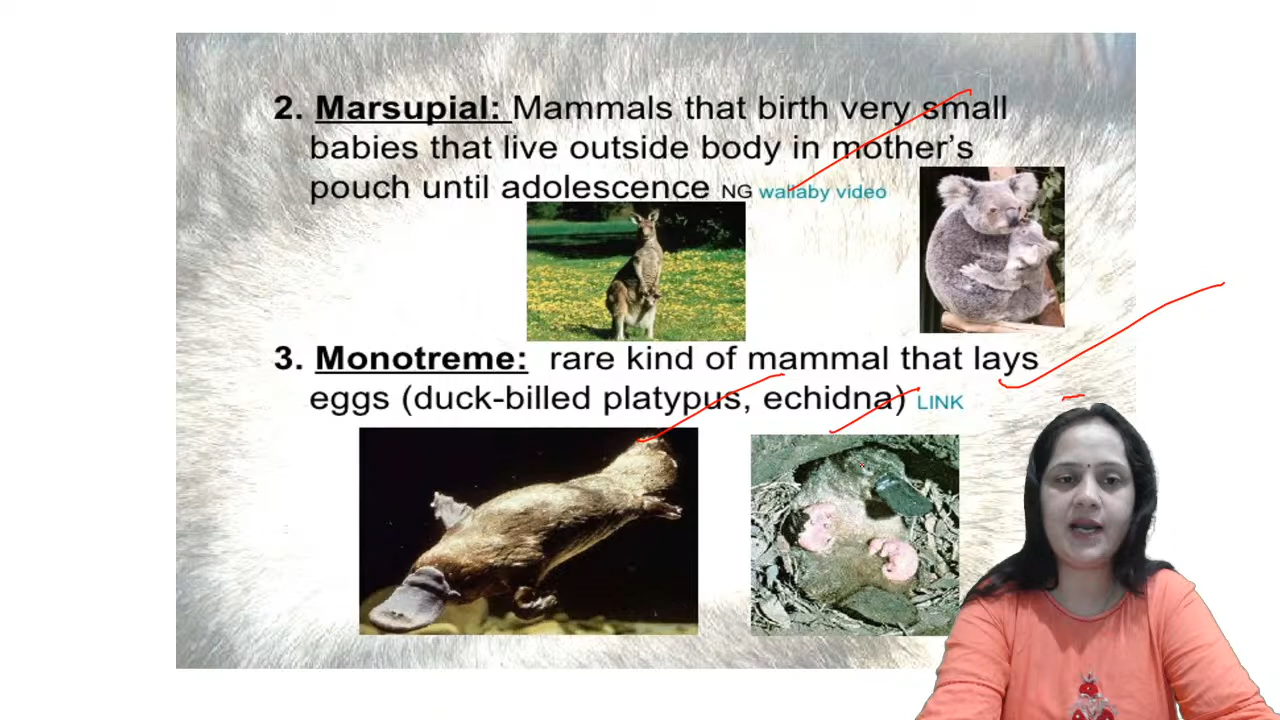 2. Marsupial: Mammals that birth very small
babies that live outside body in mother's
pouch until adolescence NG wallaby video
3. Monotreme: rare kind of mammal that lays
eggs (duck-billed platypus, echidna) LINK